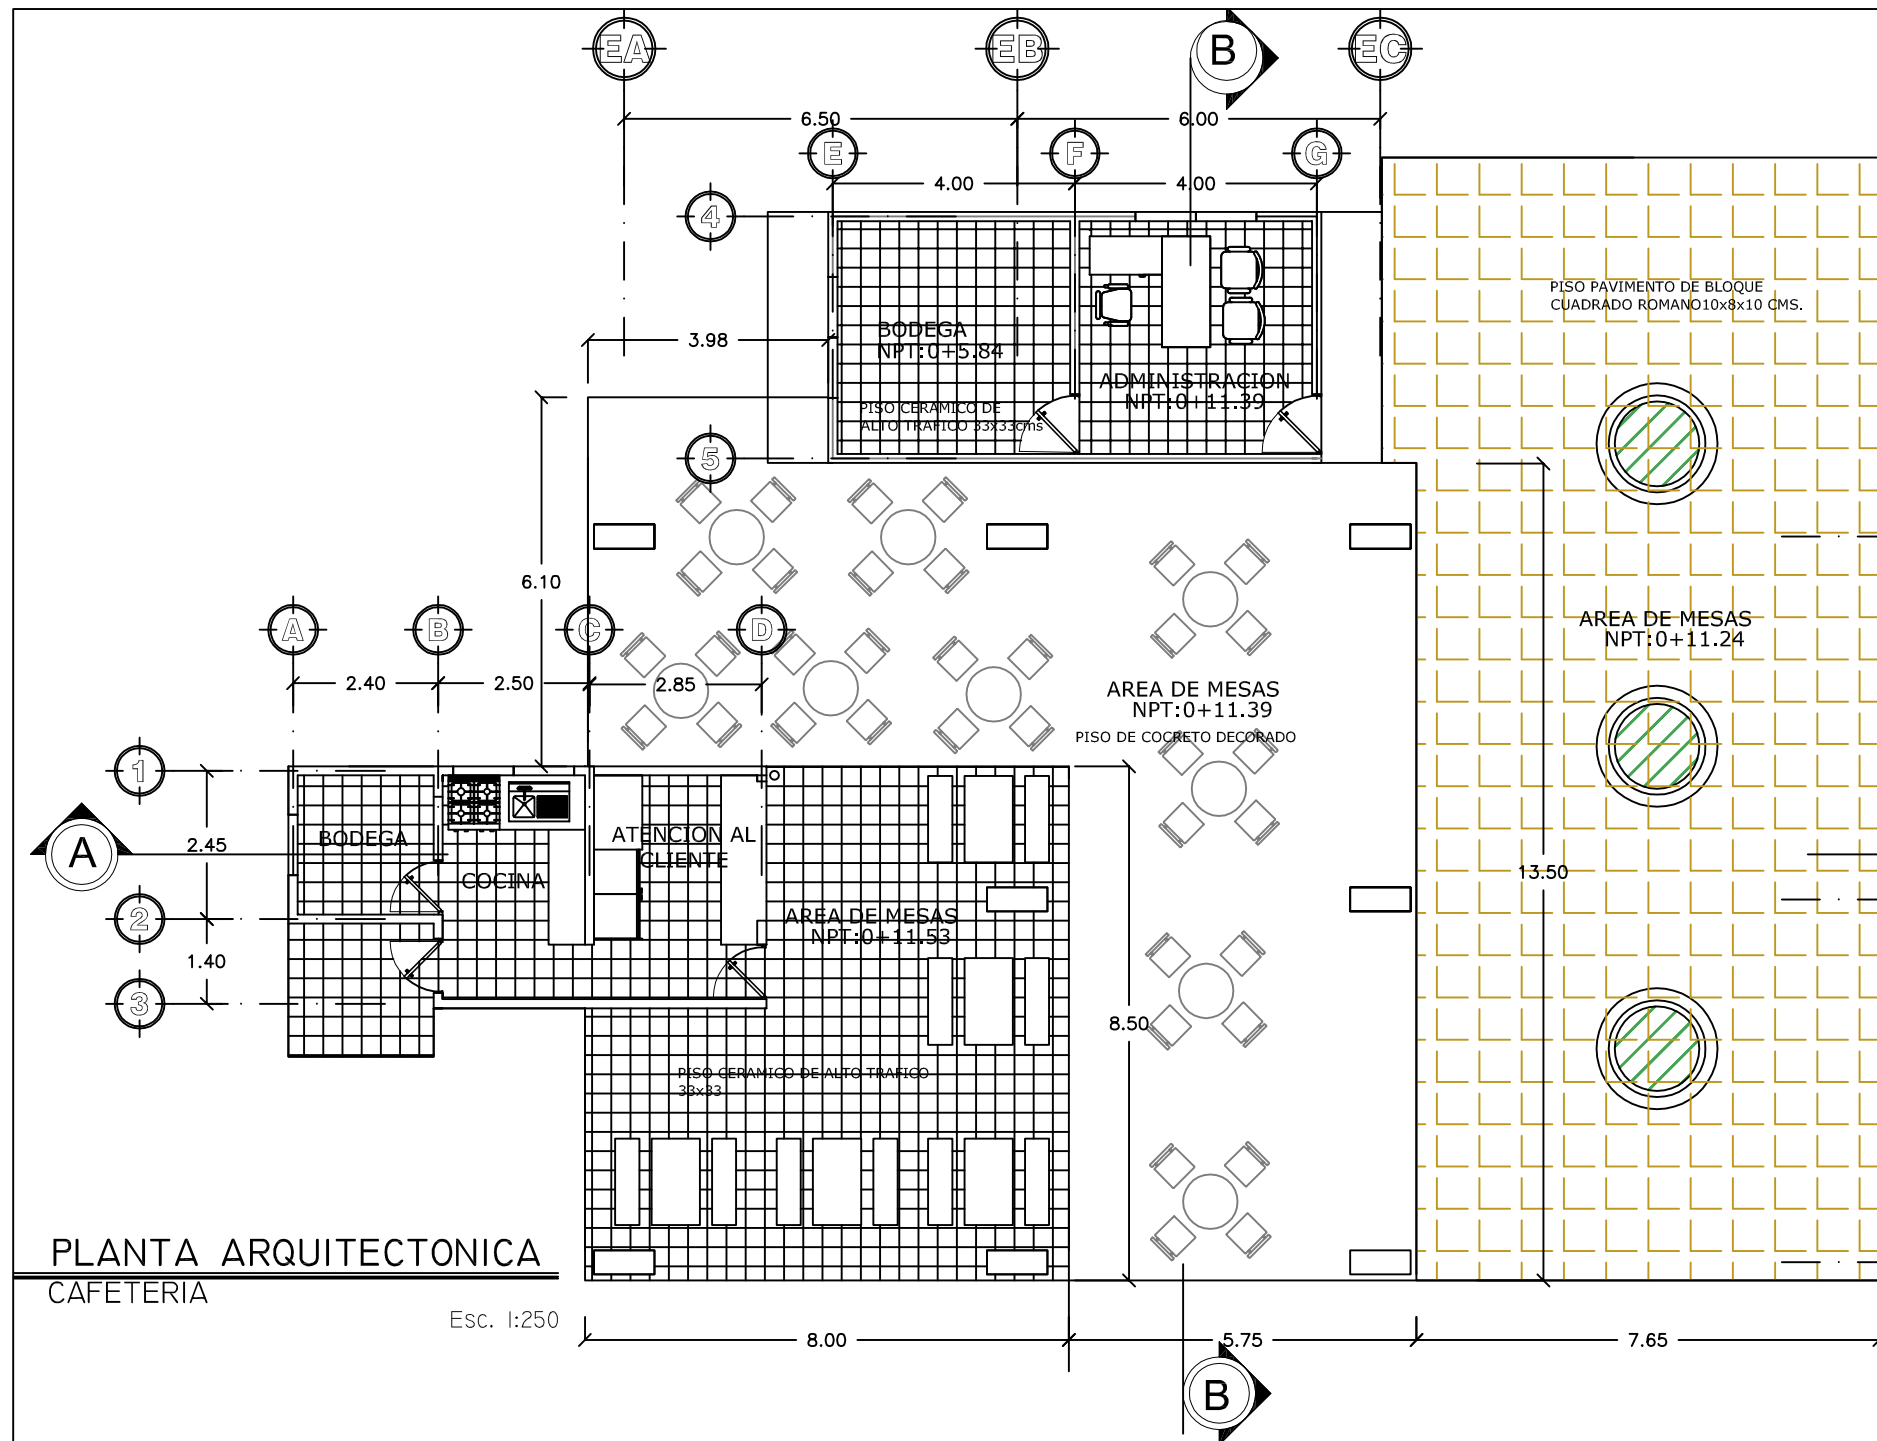 EA
EB
B
EC
6.50
6.00
E
F
G
4.00
4.00
4
PISO PAVIMENTO DE BLOQUE
CUADRADO ROMANO10x8x10 CMS.
3.98
BODEGA
NPT:0+5.84
ADMINISTRACION
NPT:0+11.39
PISO CERAMICO DE
ALTO TRAFICO 33x33cms
5
6.10
A
B
C
D
AREA DE MESAS
NPT:0+11.24
2.40
2.50
2.85
AREA DE MESAS
NPT:0+11.39
PISO DE COCRETO DECORADO
1
2.45
A
BODEGA
COCINA
ATENCION AL
CLIENTE
13.50
2
AREA DE MESAS
NPT:0+11.53
1.40
3
8.50
PISO CERAMICO DE ALTO TRAFICO
33x33
PLANTA ARQUITECTONICA
CAFETERIA
Esc. 1:250
8.00
5.75
7.65
B